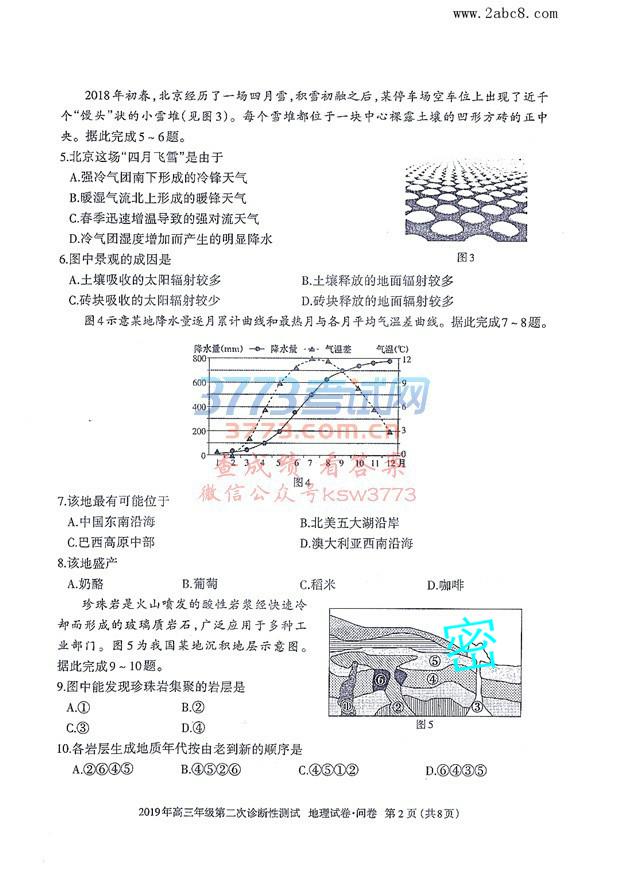 www.2abc8.com
2018年初春,北京经历了一场四月雪,积雪初融之后,某停车场空车位上出现了近千
个“馒头”状的小雪堆(见图3)。每个雪堆都位于一块中心裸露土壤的凹形方砖的正中
央。据此完成5~6题。
5.北京这场“四月飞雪”是由于
A.强冷气团南下形成的冷锋天气
B.暖湿气流北上形成的暖锋天气
C.春季迅速增温导致的强对流天气
D.冷气团湿度增加而产生的明显降水
图3
6.图中景观的成因是
A.土壤吸收的太阳辐射较多 B.土壤释放的地面辐射较多
C.砖块吸收的太阳辐射较少 D.砖块释放的地面辐射较多
图4示意某地降水量逐月累计曲线和最热月与各月平均气温差曲线。据此完成7~8题。
降水量(mm) 降水量 气温差 气温(℃)
800 12
600 9
400 6
200 3
0 0
1 2 3 4 5 6 7 8 9 10 11 12月
3773考试网
3773.com.cn
查成绩 看答案
图4
微信公众号ksw3773
7.该地最有可能位于
A.中国东南沿海 B.北美五大湖沿岸
C.巴西高原中部 D.澳大利亚西南沿海
8.该地盛产
A.奶酪 B.葡萄 C.稻米 D.咖啡
珍珠岩是火山喷发的酸性岩浆经快速冷
却而形成的玻璃质岩石,广泛应用于多种工
业部门。图5为我国某地沉积地层示意图。
据此完成9~10题。
密
⑤
⑥ ④
① ② ③
图5
9.图中能发现珍珠岩集聚的岩层是
A.① B.②
C.③ D.④
10.各岩层生成地质年代按由老到新的顺序是
A.②⑥④⑤ B.④⑤②⑥ C.④⑤①② D.⑥④③⑤
2019年高三年级第二次诊断性测试 地理试卷·问卷 第2页(共8页)